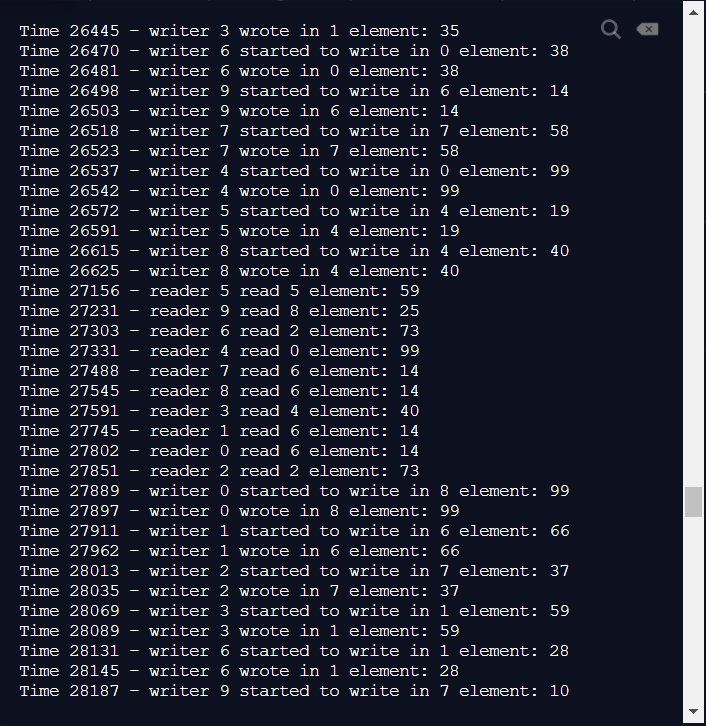 Time 26445 - writer 3 wrote in 1 element: 35
Time 26470 - writer 6 started to write in 0 element: 38
Time 26481 - writer 6 wrote in 0 element: 38
Time 26498 - writer 9 started to write in 6 element: 14
Time 26503 - writer 9 wrote in 6 element: 14
Time 26518 - writer 7 started to write in 7 element: 58
Time 26523 - writer 7 wrote in 7 element: 58
Time 26537 - writer 4 started to write in 0 element: 99
Time 26542 - writer 4 wrote in 0 element: 99
Time 26572 - writer 5 started to write in 4 element: 19
Time 26591 - writer 5 wrote in 4 element: 19
Time 26615 - writer 8 started to write in 4 element: 40
Time 26625 - writer 8 wrote in 4 element: 40
Time 27156 - reader 5 read 5 element: 59
Time 27231 - reader 9 read 8 element: 25
Time 27303 - reader 6 read 2 element: 73
Time 27331 - reader 4 read 0 element: 99
Time 27488 - reader 7 read 6 element: 14
Time 27545 - reader 8 read 6 element: 14
Time 27591 - reader 3 read 4 element: 40
Time 27745 - reader 1 read 6 element: 14
Time 27802 - reader 0 read 6 element: 14
Time 27851 - reader 2 read 2 element: 73
Time 27889 - writer 0 started to write in 8 element: 99
Time 27897 - writer 0 wrote in 8 element: 99
Time 27911 - writer 1 started to write in 6 element: 66
Time 27962 - writer 1 wrote in 6 element: 66
Time 28013 - writer 2 started to write in 7 element: 37
Time 28035 - writer 2 wrote in 7 element: 37
Time 28069 - writer 3 started to write in 1 element: 59
Time 28089 - writer 3 wrote in 1 element: 59
Time 28131 - writer 6 started to write in 1 element: 28
Time 28145 - writer 6 wrote in 1 element: 28
Time 28187 - writer 9 started to write in 7 element: 10